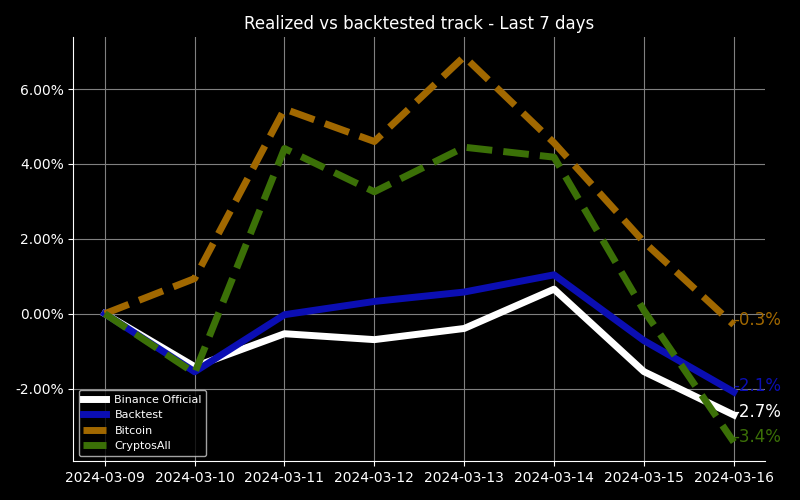 Realized vs backtested track - Last 7 days
6.00%
4.00%
2.00%
0.00%
-2.00%
-0.3%
-2.1%
-2.7%
-3.4%
Binance Official
Backtest
Bitcoin
CryptosAll
2024-03-09 2024-03-10 2024-03-11 2024-03-12 2024-03-13 2024-03-14 2024-03-15 2024-03-16